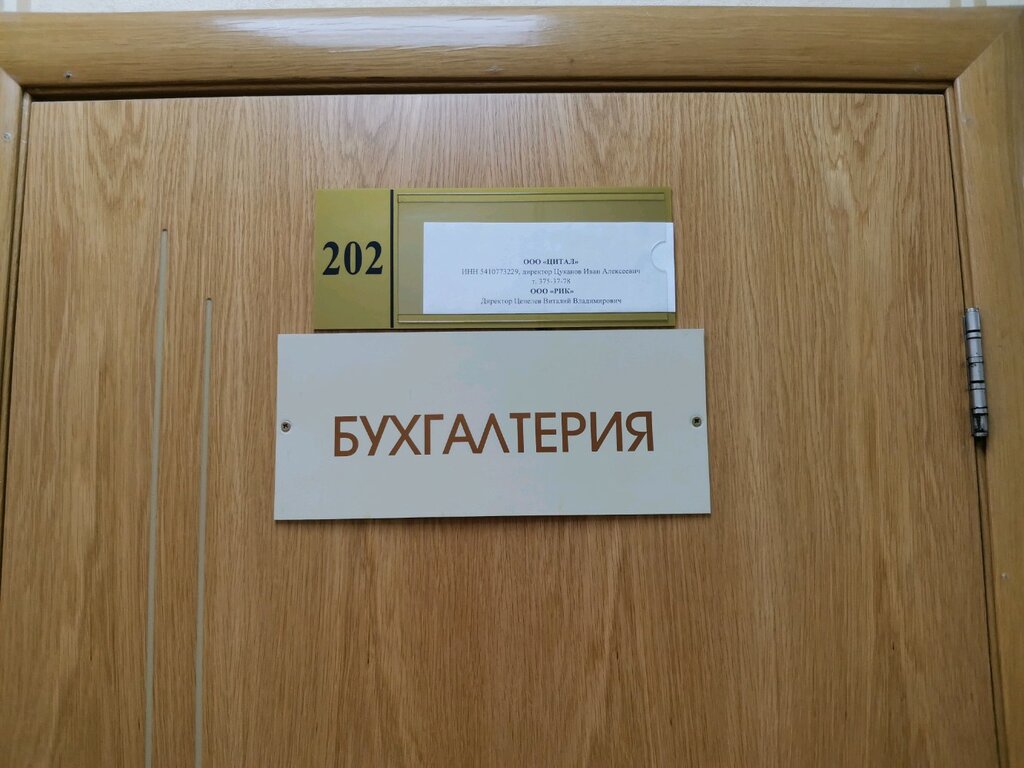 202
ООО «ЦИТАЛ»
ИНН 5410773229, директор Цуканов Иван Алексеевич
т. 375-37-78
ООО «РИК»
Директор Цепелев Виталий Владимирович
БУХГАЛТЕРИЯ